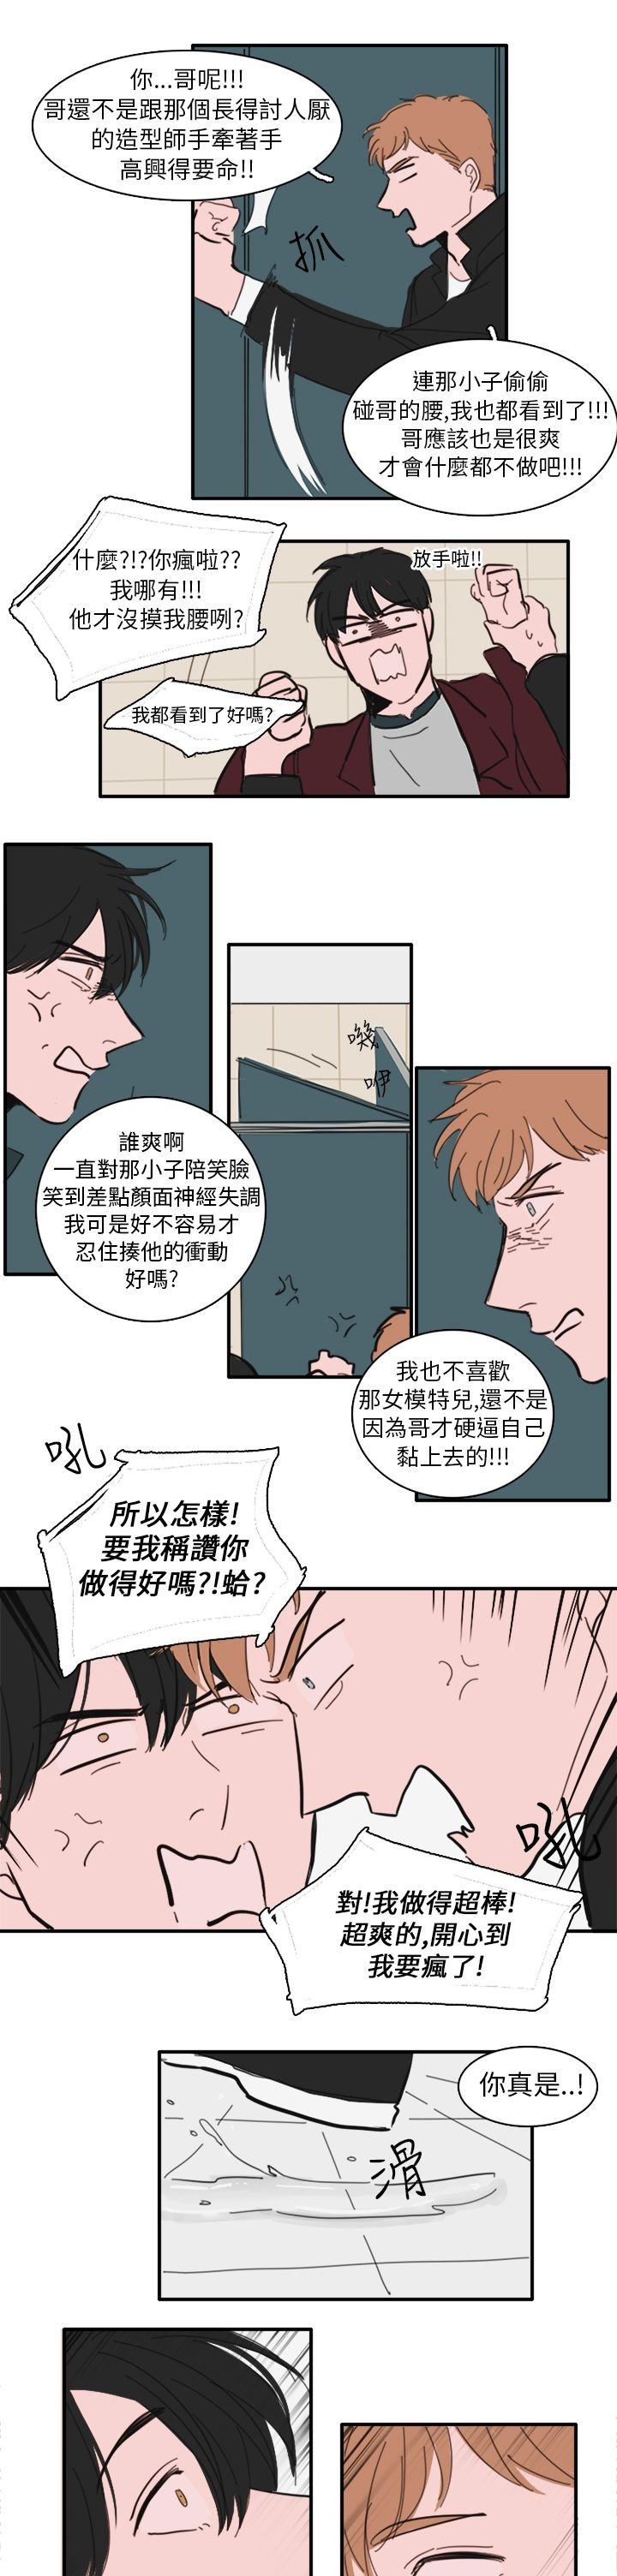 你...哥呢!!!
哥還不是跟那個長得討人厭
的造型師手牽著手
高興得要命!!
抓
連那小子偷偷
碰哥的腰,我也都看到了!!!
哥應該也是很爽
才會什麼都不做吧!!!
什麼?!?你瘋啦??
我哪有!!!
他才沒摸我腰咧?
放手啦!!
我都看到了好嗎?
嘰
咿
誰爽啊
一直對那小子陪笑臉
笑到差點顏面神經失調
我可是好不容易才
忍住揍他的衝動
好嗎?
我也不喜歡
那女模特兒,還不是
因為哥才硬逼自己
黏上去的!!!
吼
所以怎樣!
要我稱讚你
做得好嗎?!蛤?
吼
對!我做得超棒!
超爽的,開心到
我要瘋了!
你真是..!
滑